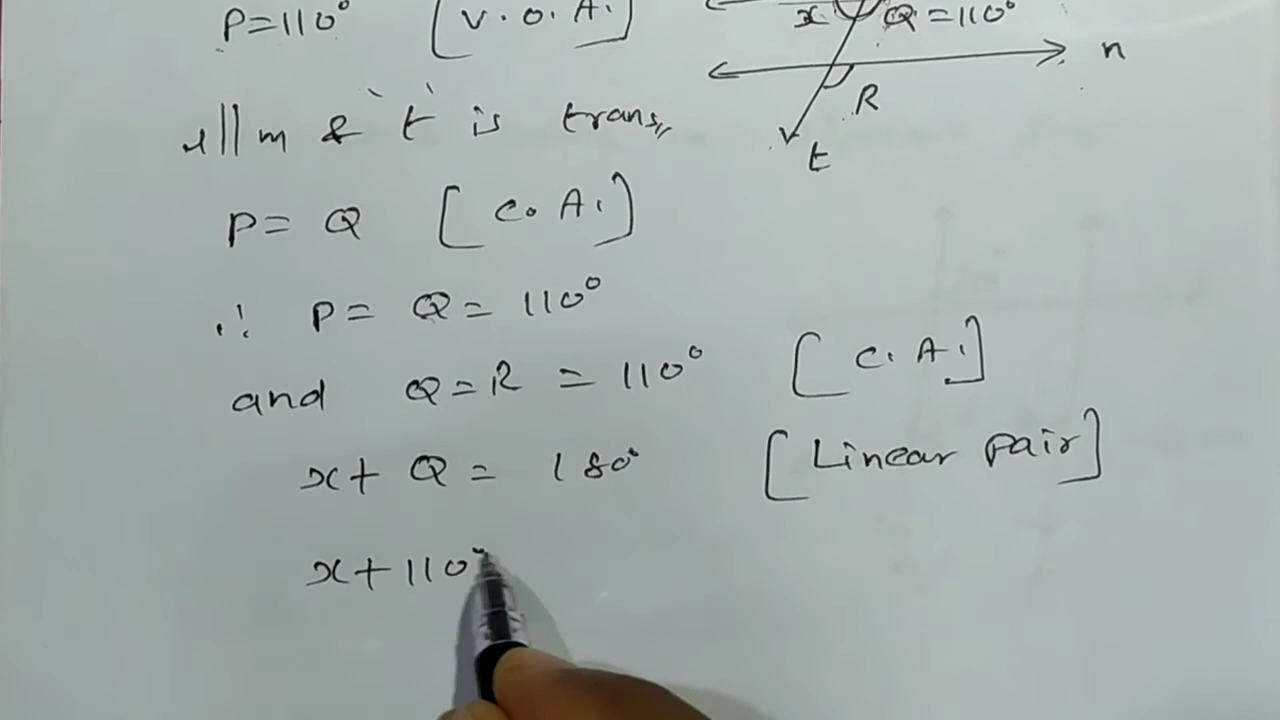 P=110° [V.O.A.]
x Q=110°
n
R
t
l||m & 't' is trans,,
P= Q [C.A.]
∴ P= Q= 110°
and Q=R = 110° [C.A.]
x+ Q= 180° [Linear pair]
x+110°